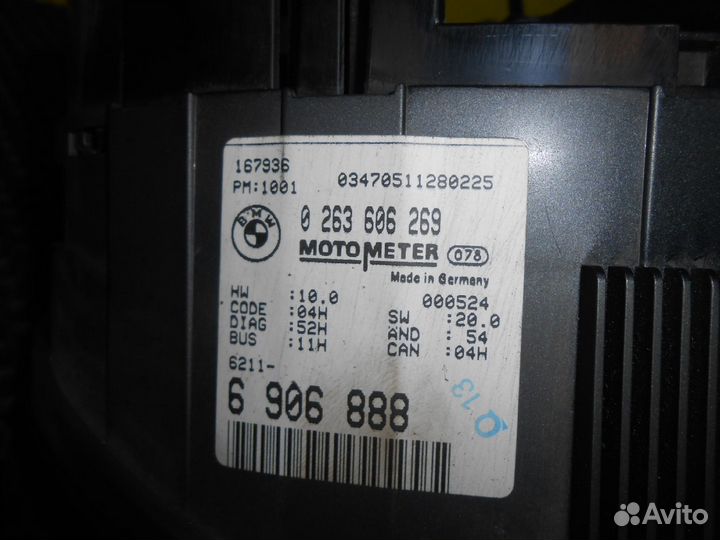 167936
PM:1001
03470511280225
BMW
0 263 606 269
MOTOMETER 078
Made in Germany
000524
HW :10.0
CODE :04H
DIAG :52H
BUS :11H
SW :20.0
AND : 54
CAN :04H
6211-
6 906 888
Q13
Avito